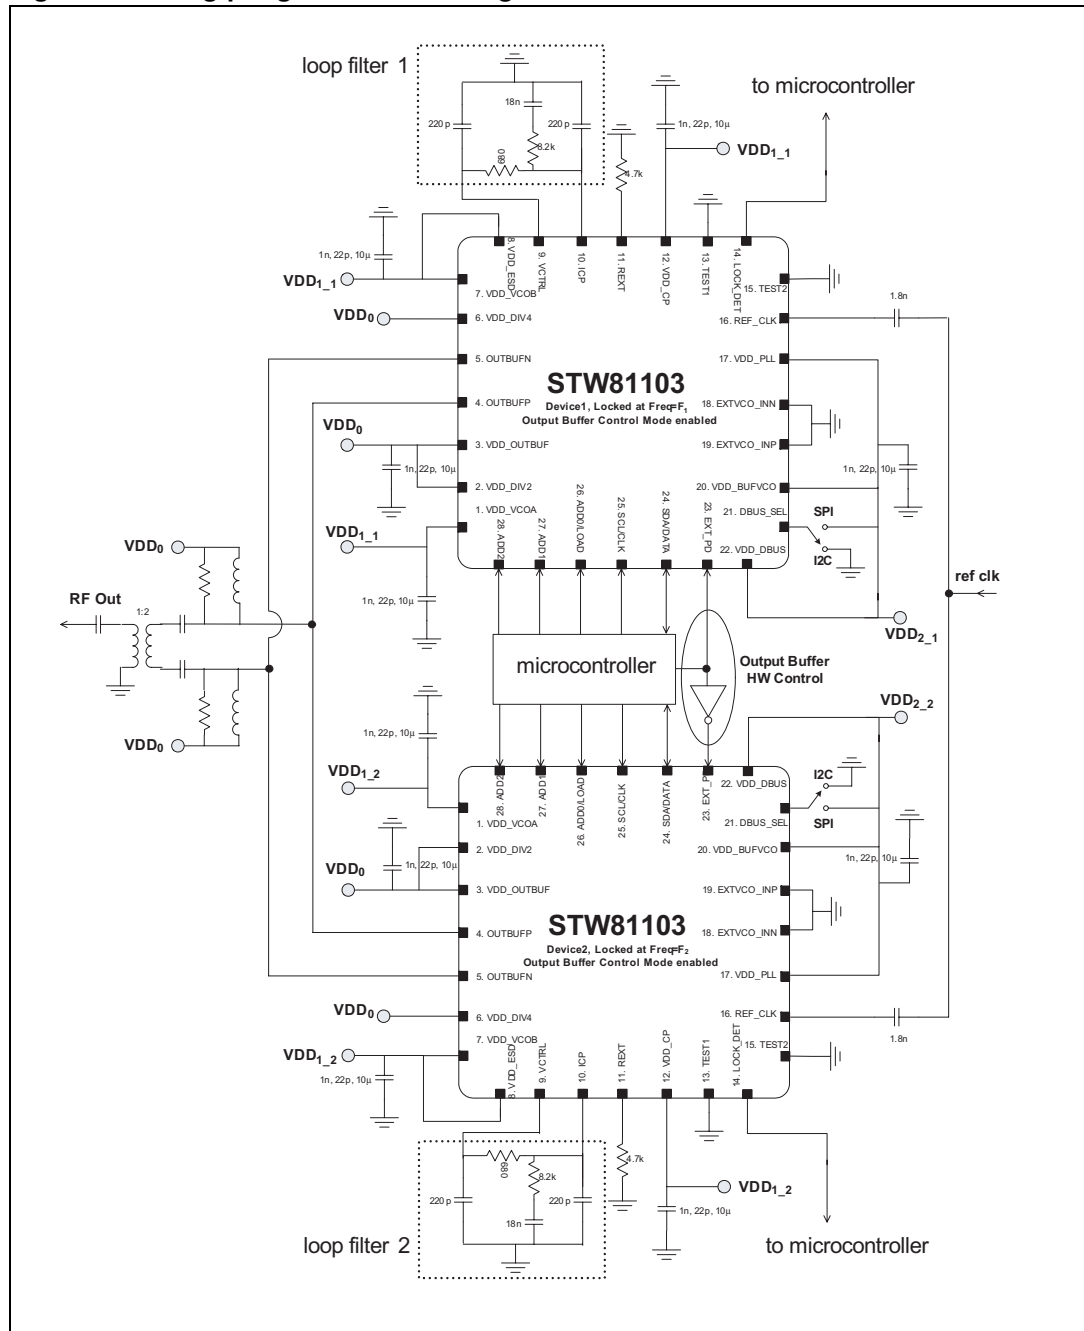 loop filter 1
to microcontroller
18n
220 p
220 p
8.2k
680
4.7k
1n, 22p, 10µ
VDD1_1
1n, 22p, 10µ
VDD1_1
VDD0
8. VDD_ESD
9. VCTRL
10. ICP
11. REXT
12. VDD_CP
13. TEST1
14. LOCK_DET
7. VDD_VCOB
6. VDD_DIV4
5. OUTBUFN
4. OUTBUFP
3. VDD_OUTBUF
2. VDD_DIV2
1. VDD_VCOA
15. TEST2
16. REF_CLK
17. VDD_PLL
18. EXTVCO_INN
19. EXTVCO_INP
20. VDD_BUFVCO
21. DBUS_SEL
22. VDD_DBUS
STW81103
Device1, Locked at Freq=F1
Output Buffer Control Mode enabled
28. ADD2
27. ADD1
26. ADD0/LOAD
25. SCL/CLK
24. SDA/DATA
23. EXT_PD
1.8n
1n, 22p, 10µ
SPI
I2C
ref clk
VDD2_1
VDD0
1n, 22p, 10µ
VDD1_1
1n, 22p, 10µ
VDD0
RF Out
1:2
VDD0
microcontroller
Output Buffer
HW Control
VDD2_2
1n, 22p, 10µ
VDD1_2
1n, 22p, 10µ
VDD0
28. ADD2
27. ADD1
26. ADD0/LOAD
25. SCL/CLK
24. SDA/DATA
23. EXT_P
22. VDD_DBUS
21. DBUS_SEL
20. VDD_BUFVCO
19. EXTVCO_INP
18. EXTVCO_INN
17. VDD_PLL
16. REF_CLK
15. TEST2
1. VDD_VCOA
2. VDD_DIV2
3. VDD_OUTBUF
4. OUTBUFP
5. OUTBUFN
6. VDD_DIV4
7. VDD_VCOB
STW81103
Device2, Locked at Freq=F2
Output Buffer Control Mode enabled
I2C
SPI
1n, 22p, 10µ
1.8n
VDD0
VDD1_2
1n, 22p, 10µ
8. VDD_ESD
9. VCTRL
10. ICP
11. REXT
12. VDD_CP
13. TEST1
14. LOCK_DET
680
8.2k
220 p
220 p
18n
4.7k
VDD1_2
1n, 22p, 10µ
loop filter 2
to microcontroller